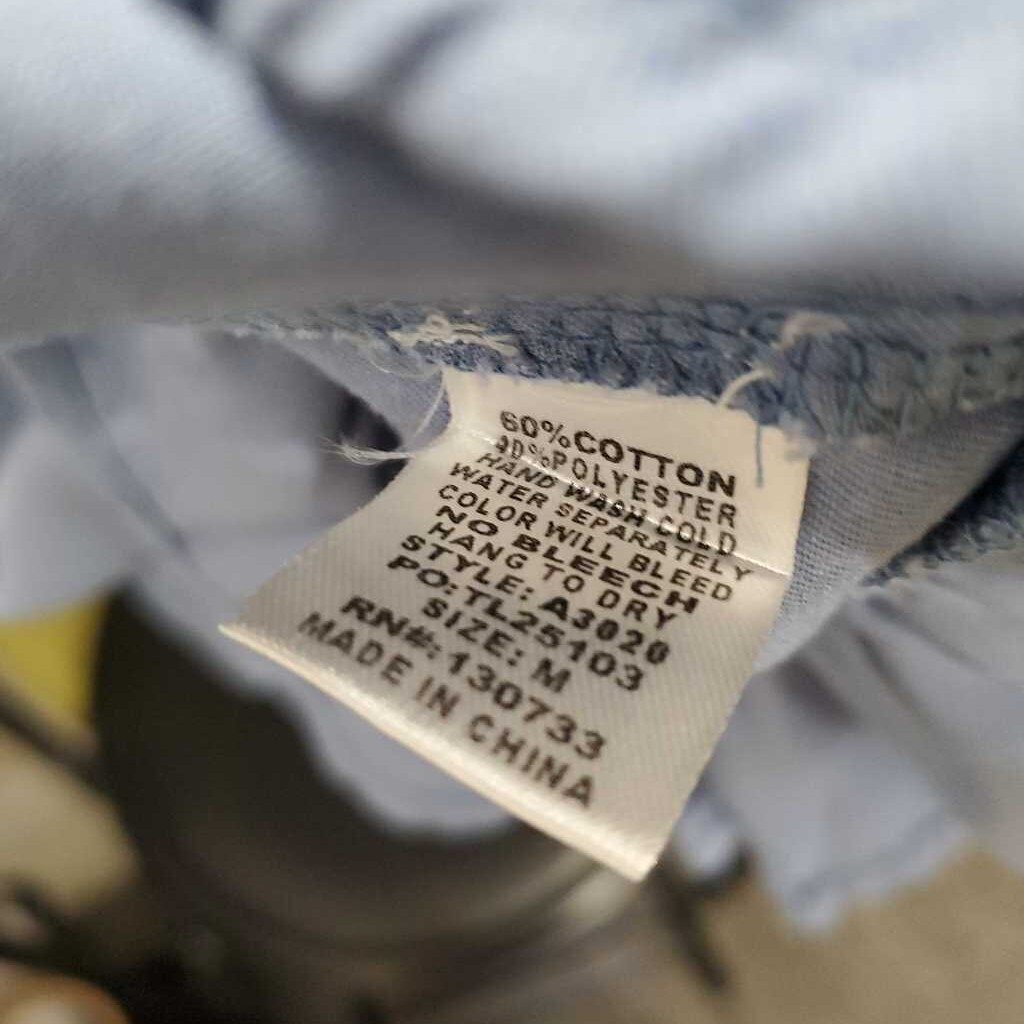 60%COTTON
40%POLYESTER
HAND WASH COLD
WATER SEPARATELY
COLOR WILL BLEED
NO BLEECH
HANG TO DRY
STYLE: A3020
PO:TL25103
SIZE: M
RN#:130733
MADE IN CHINA